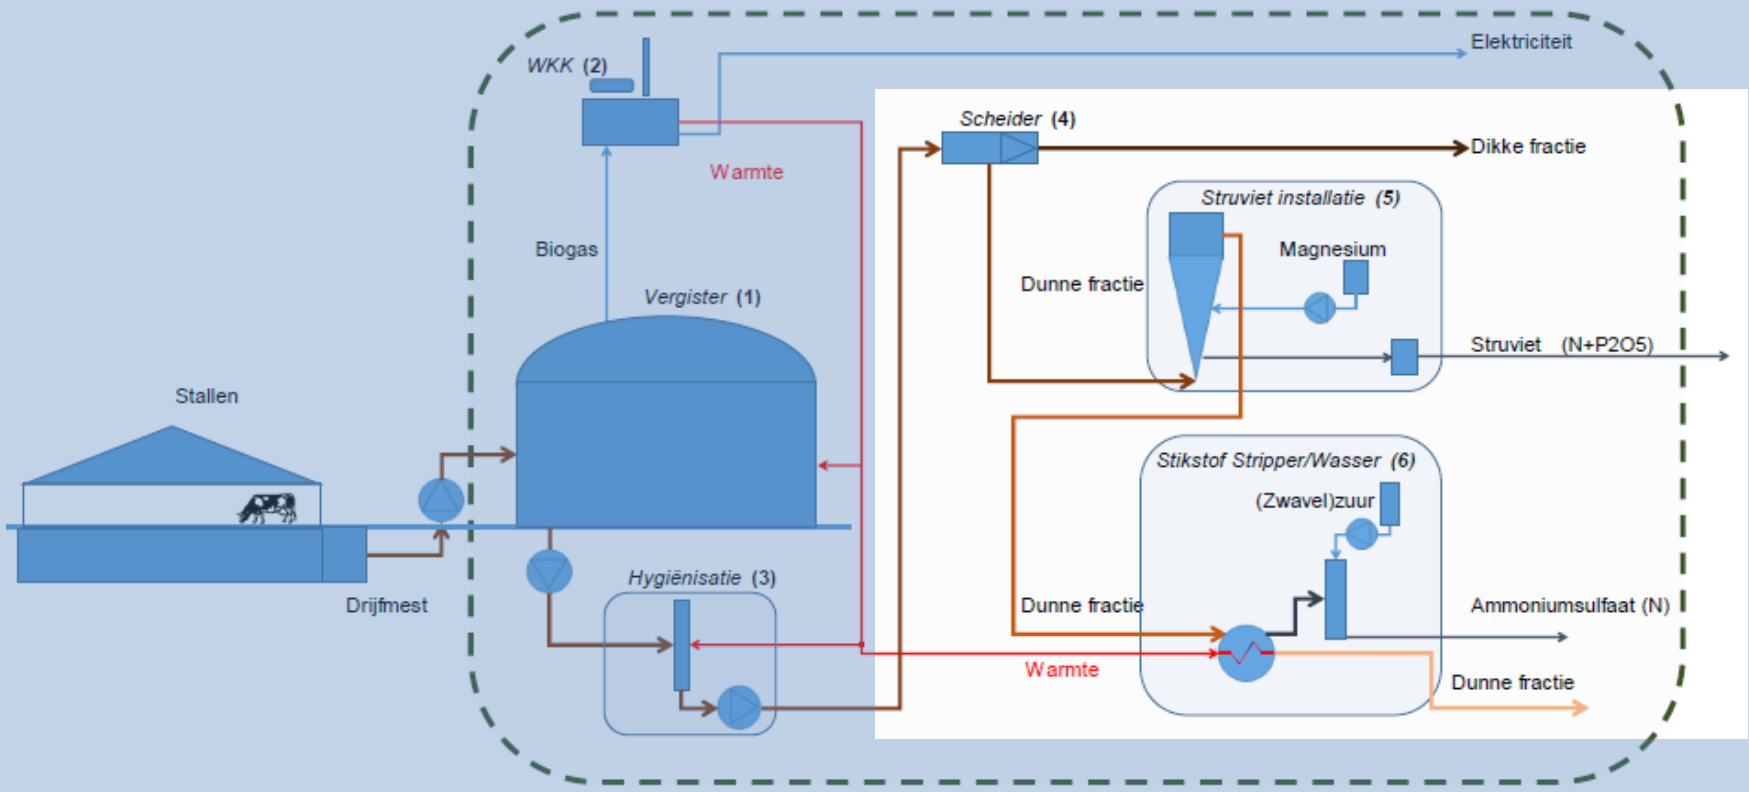 Elektriciteit
WKK (2)
Scheider (4)
Dikke fractie
Warmte
Struviet installatie (5)
Biogas
Magnesium
Dunne fractie
Vergister (1)
Struviet (N+P2O5)
Stallen
Stikstof Stripper/Wasser (6)
(Zwavel)zuur
Hygiënisatie (3)
Drijfmest
Dunne fractie
Ammoniumsulfaat (N)
Warmte
Dunne fractie